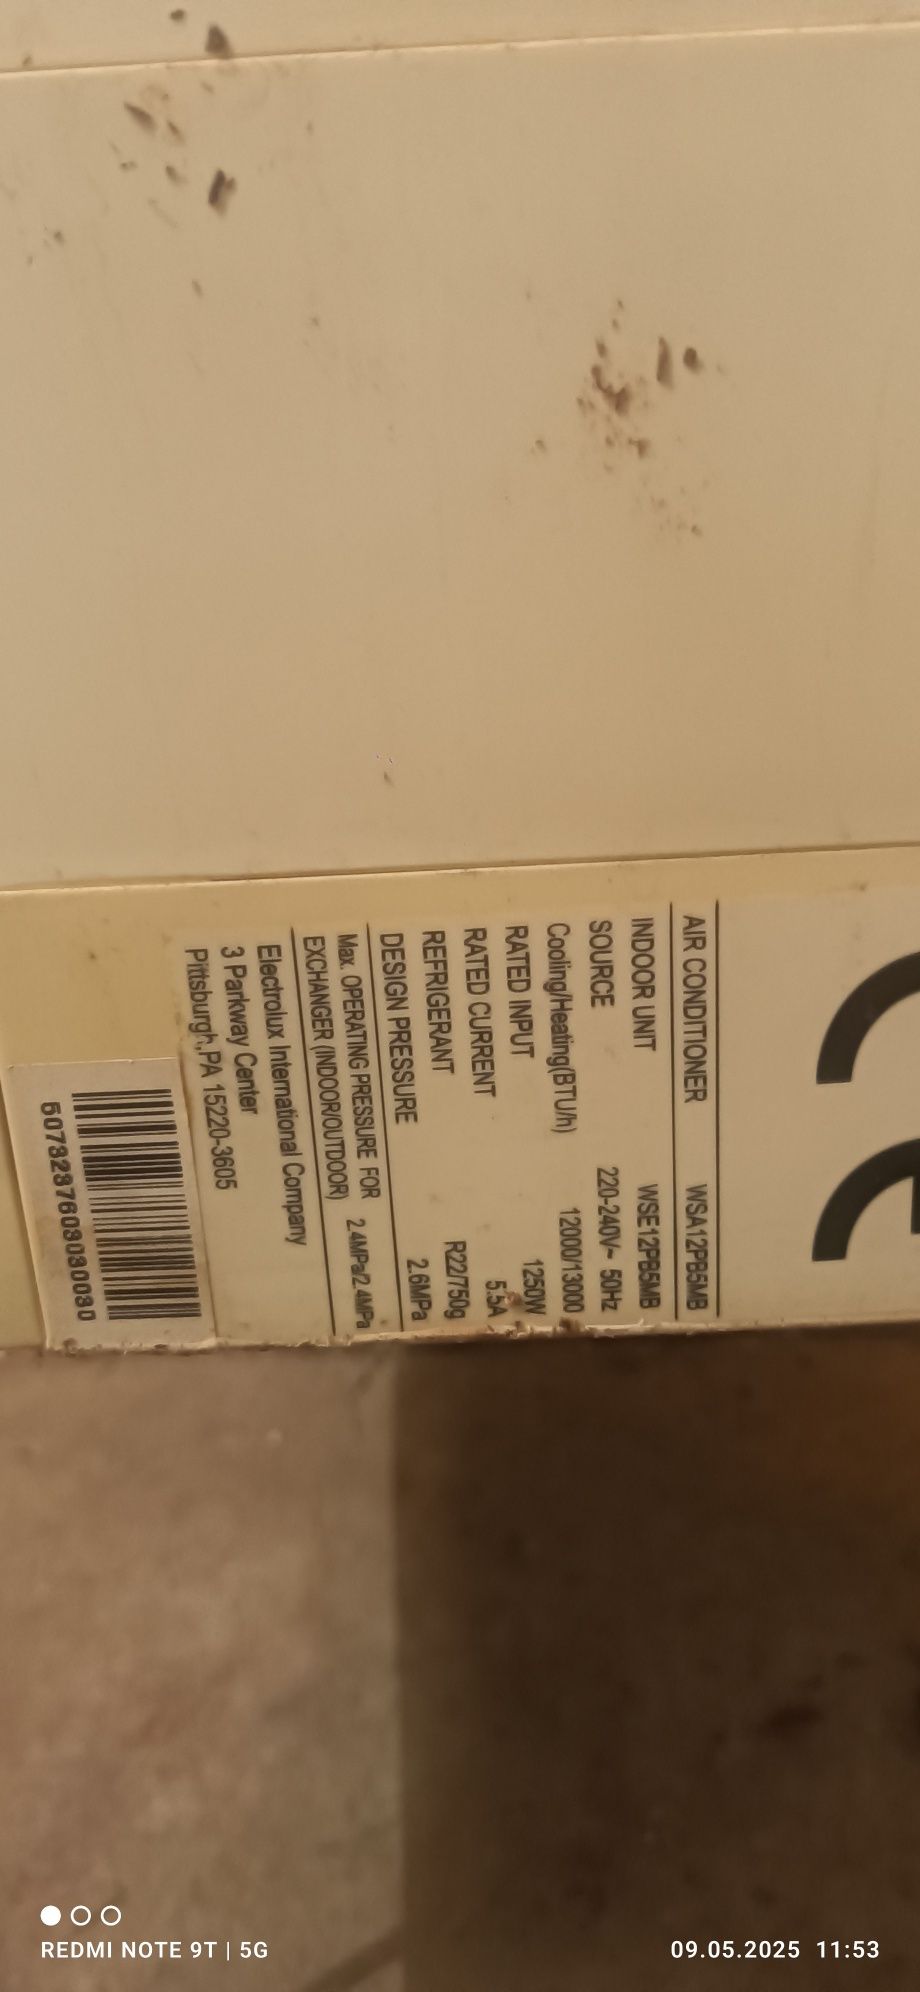 CE
AIR CONDITIONER WSA12PB5MB
INDOOR UNIT WSE12PB5MB
SOURCE 220-240V~ 50Hz
Cooling/Heating(BTU/h) 12000/13000
RATED INPUT 1250W
RATED CURRENT 5.5A
REFRIGERANT R22/750g
DESIGN PRESSURE 2.6MPa
Max. OPERATING PRESSURE FOR
EXCHANGER (INDOOR/OUTDOOR) 2.4MPa/2.4MPa
Electrolux International Company
3 Parkway Center
Pittsburgh,PA 15220-3605
REDMI NOTE 9T | 5G
09.05.2025 11:53